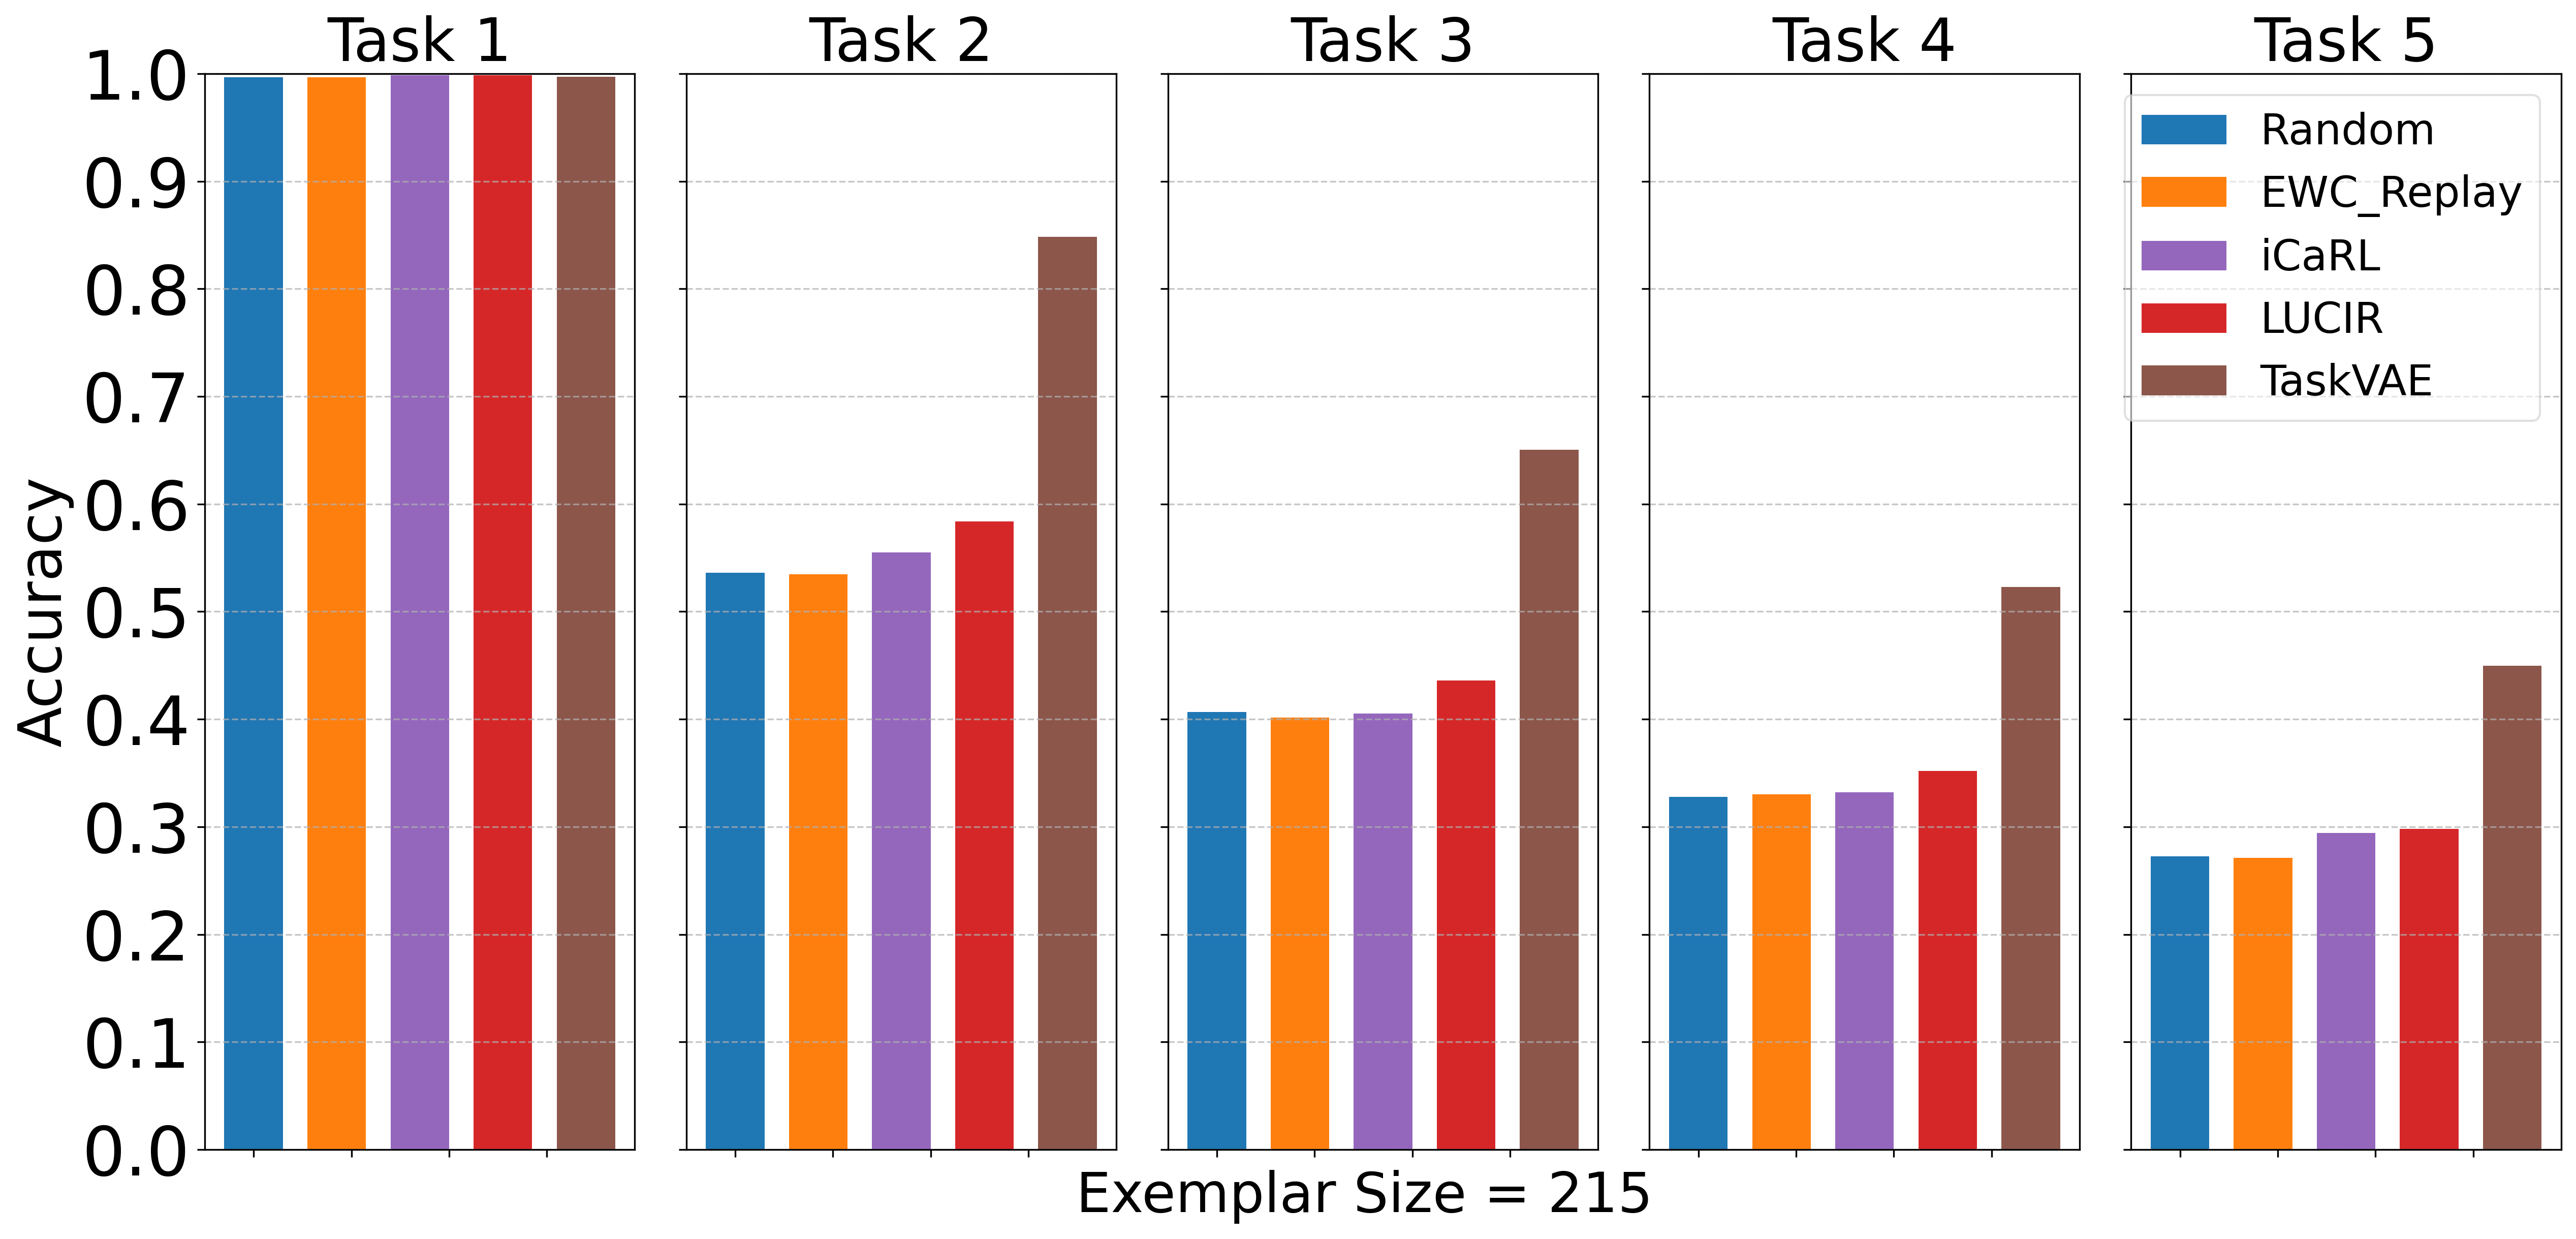 Task 1
Task 2
Task 3
Task 4
Task 5
1.0
0.9
0.8
0.7
0.6
0.5
0.4
0.3
0.2
0.1
0.0
Accuracy
Random
EWC_Replay
iCaRL
LUCIR
TaskVAE
Exemplar Size = 215